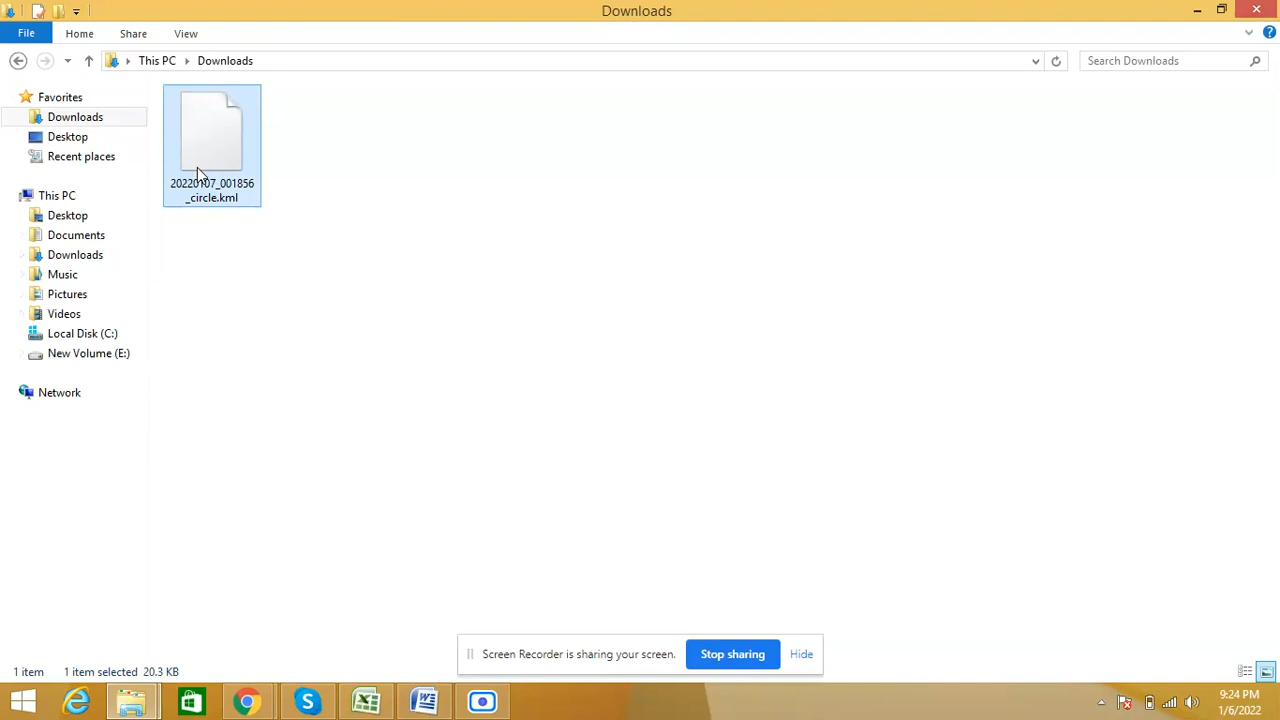 Downloads
File Home Share View
This PC Downloads Search Downloads
Favorites
Downloads
Desktop
Recent places
This PC
Desktop
Documents
Downloads
Music
Pictures
Videos
Local Disk (C:)
New Volume (E:)
Network
20220107_001856
_circle.kml
Screen Recorder is sharing your screen. Stop sharing Hide
1 item 1 item selected 20.3 KB
9:24 PM
1/6/2022